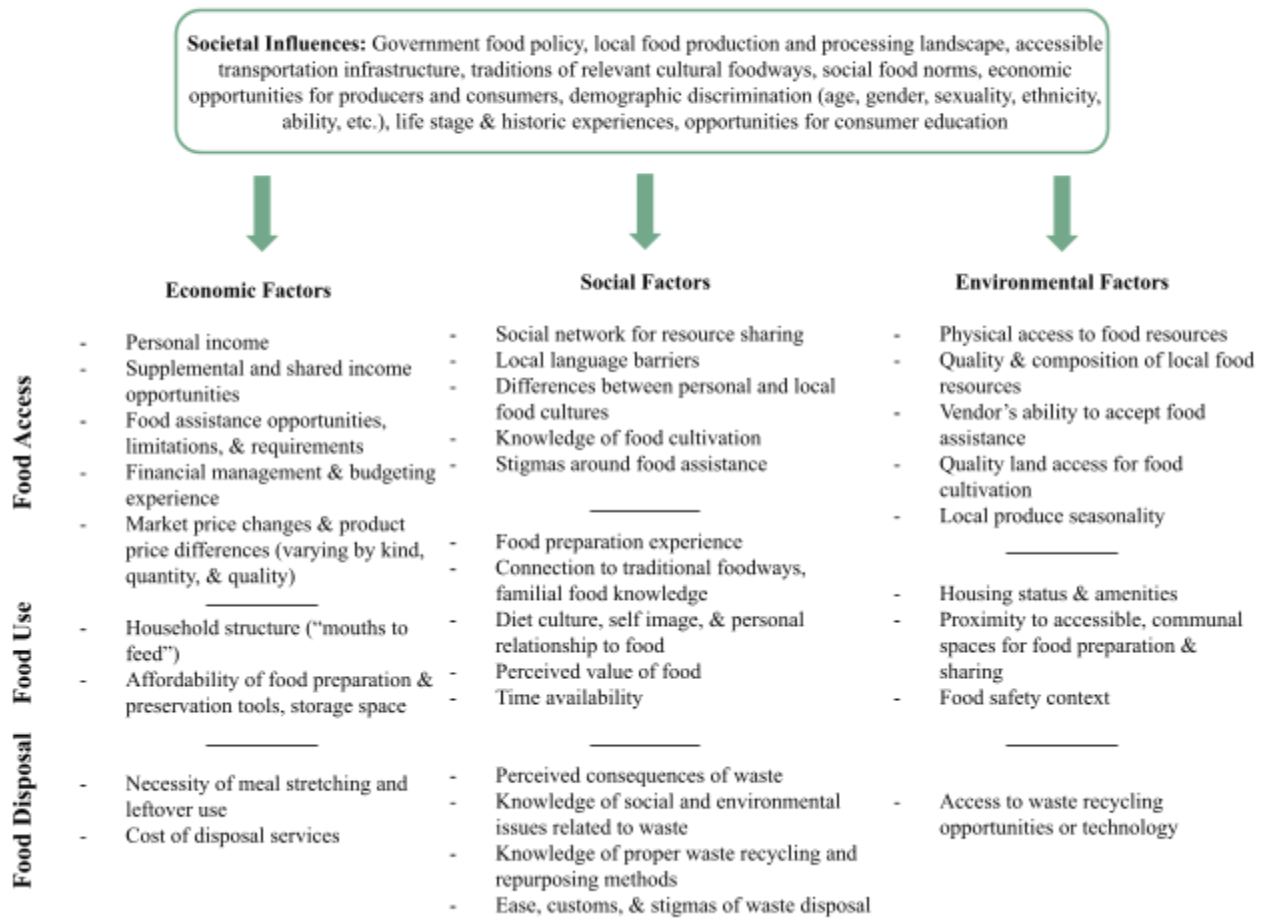 Societal Influences: Government food policy, local food production and processing landscape, accessible
transportation infrastructure, traditions of relevant cultural foodways, social food norms, economic
opportunities for producers and consumers, demographic discrimination (age, gender, sexuality, ethnicity,
ability, etc.), life stage & historic experiences, opportunities for consumer education
Economic Factors
Food Access
- Personal income
- Supplemental and shared income
opportunities
- Food assistance opportunities,
limitations, & requirements
- Financial management & budgeting
experience
- Market price changes & product
price differences (varying by kind,
quantity, & quality)
Food Use
- Household structure (“mouths to
feed”)
- Affordability of food preparation &
preservation tools, storage space
Food Disposal
- Necessity of meal stretching and
leftover use
- Cost of disposal services
Social Factors
- Social network for resource sharing
- Local language barriers
- Differences between personal and local
food cultures
- Knowledge of food cultivation
- Stigmas around food assistance
- Food preparation experience
- Connection to traditional foodways,
familial food knowledge
- Diet culture, self image, & personal
relationship to food
- Perceived value of food
- Time availability
- Perceived consequences of waste
- Knowledge of social and environmental
issues related to waste
- Knowledge of proper waste recycling and
repurposing methods
- Ease, customs, & stigmas of waste disposal
Environmental Factors
- Physical access to food resources
- Quality & composition of local food
resources
- Vendor’s ability to accept food
assistance
- Quality land access for food
cultivation
- Local produce seasonality
- Housing status & amenities
- Proximity to accessible, communal
spaces for food preparation &
sharing
- Food safety context
- Access to waste recycling
opportunities or technology